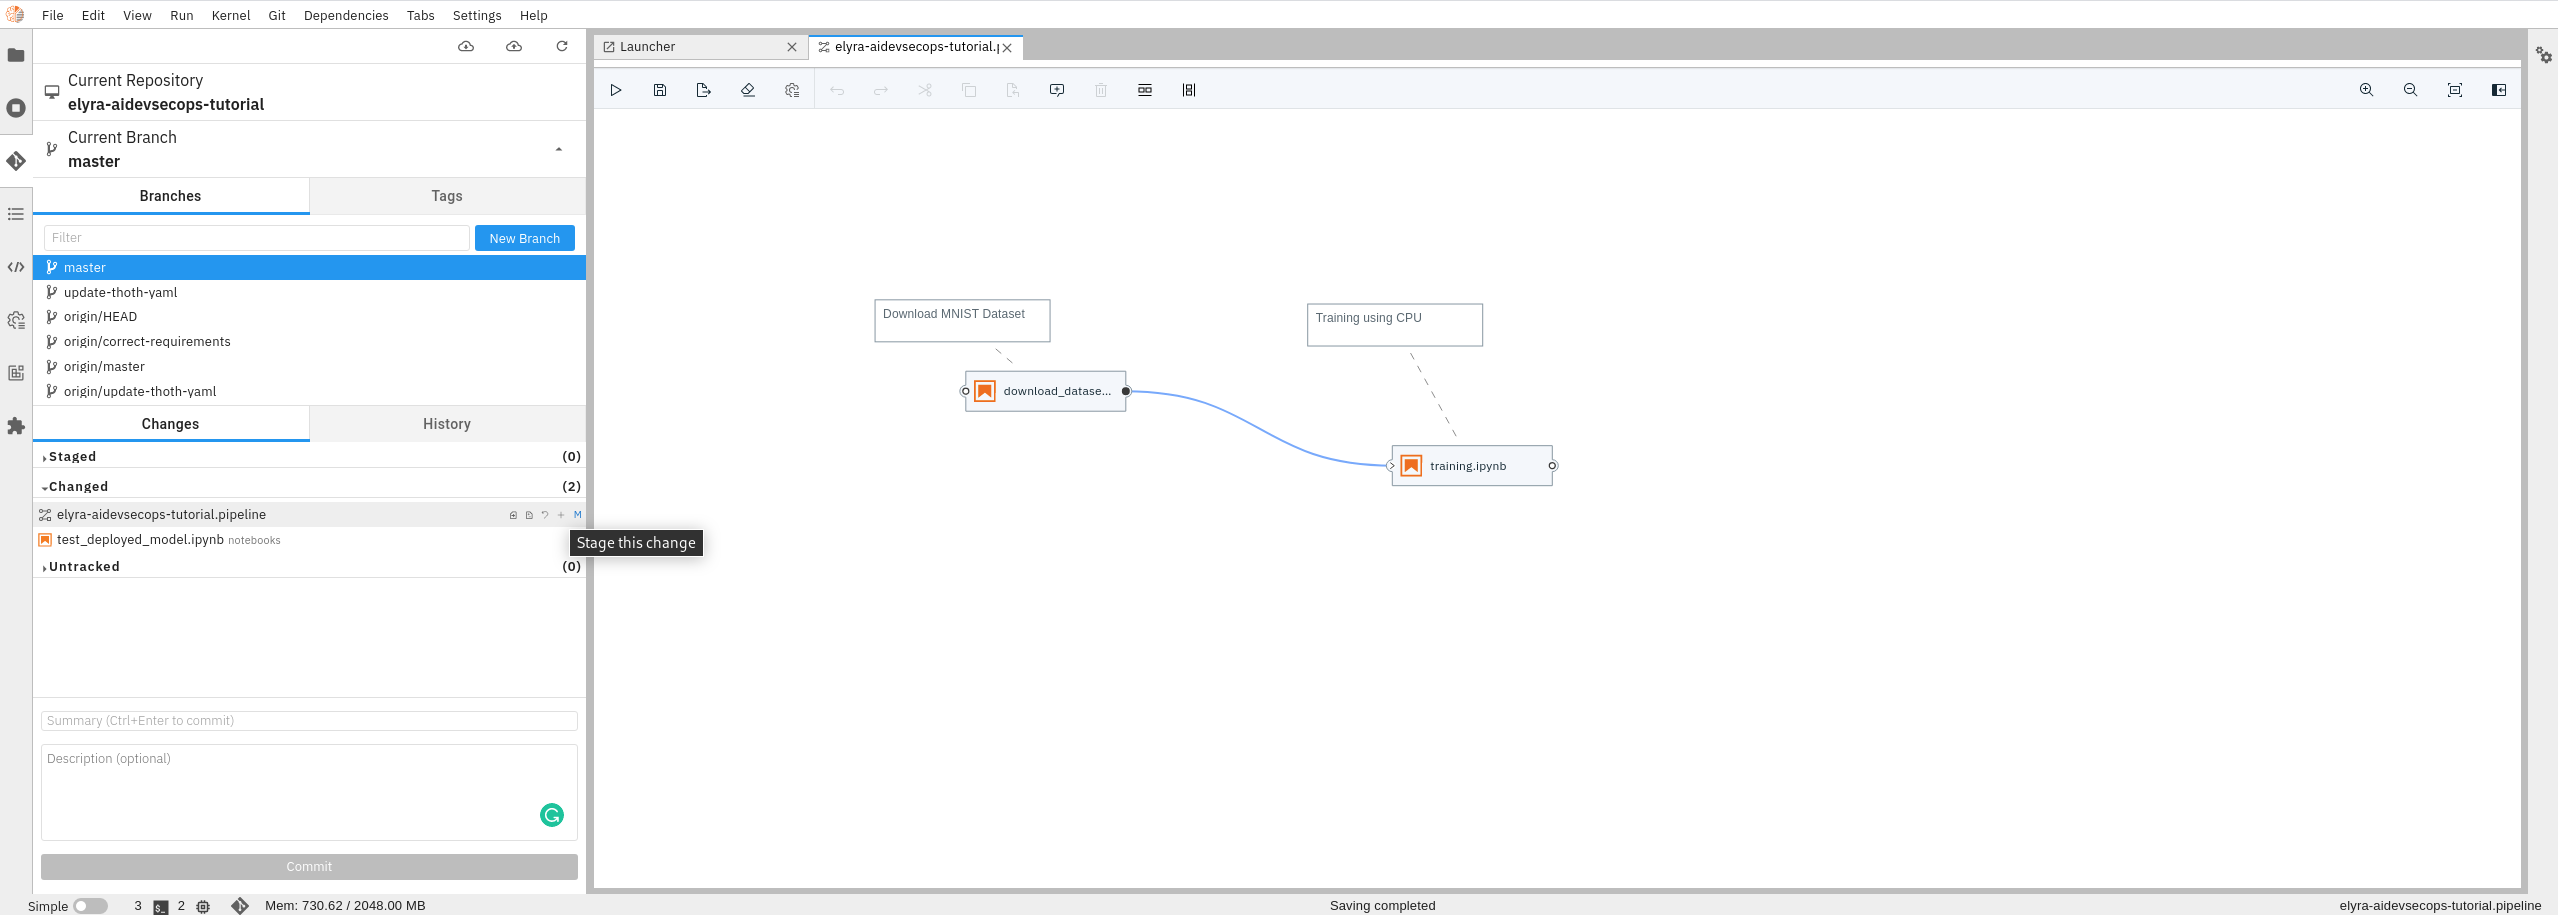 File Edit View Run Kernel Git Dependencies Tabs Settings Help
Current Repository
elyra-aidevsecops-tutorial
Current Branch
master
Branches Tags
Filter New Branch
master
update-thoth-yaml
origin/HEAD
origin/correct-requirements
origin/master
origin/update-thoth-yaml
Changes History
Staged (0)
Changed (2)
elyra-aidevsecops-tutorial.pipeline M
test_deployed_model.ipynb notebooks
Stage this change
Untracked (0)
Summary (Ctrl+Enter to commit)
Description (optional)
Commit
Launcher elyra-aidevsecops-tutorial.p
Download MNIST Dataset
Training using CPU
download_datase...
training.ipynb
Simple 3 $_ 2 Mem: 730.62 / 2048.00 MB Saving completed elyra-aidevsecops-tutorial.pipeline